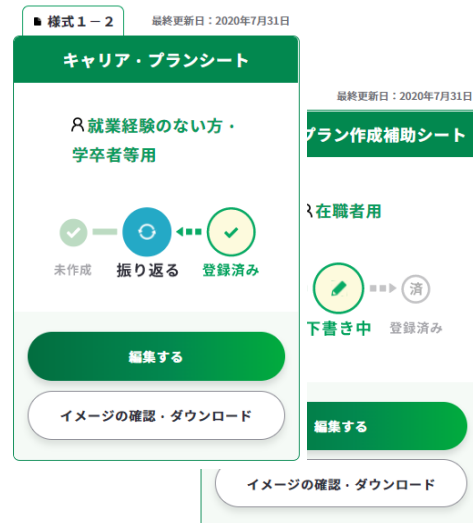 様式1-2
最終更新日:2020年7月31日
キャリア・プランシート
就業経験のない方・
学卒者等用
未作成
振り返る
登録済み
編集する
イメージの確認・ダウンロード
最終更新日:2020年7月31日
プラン作成補助シート
在職者用
済
下書き中
登録済み
編集する
イメージの確認・ダウンロード